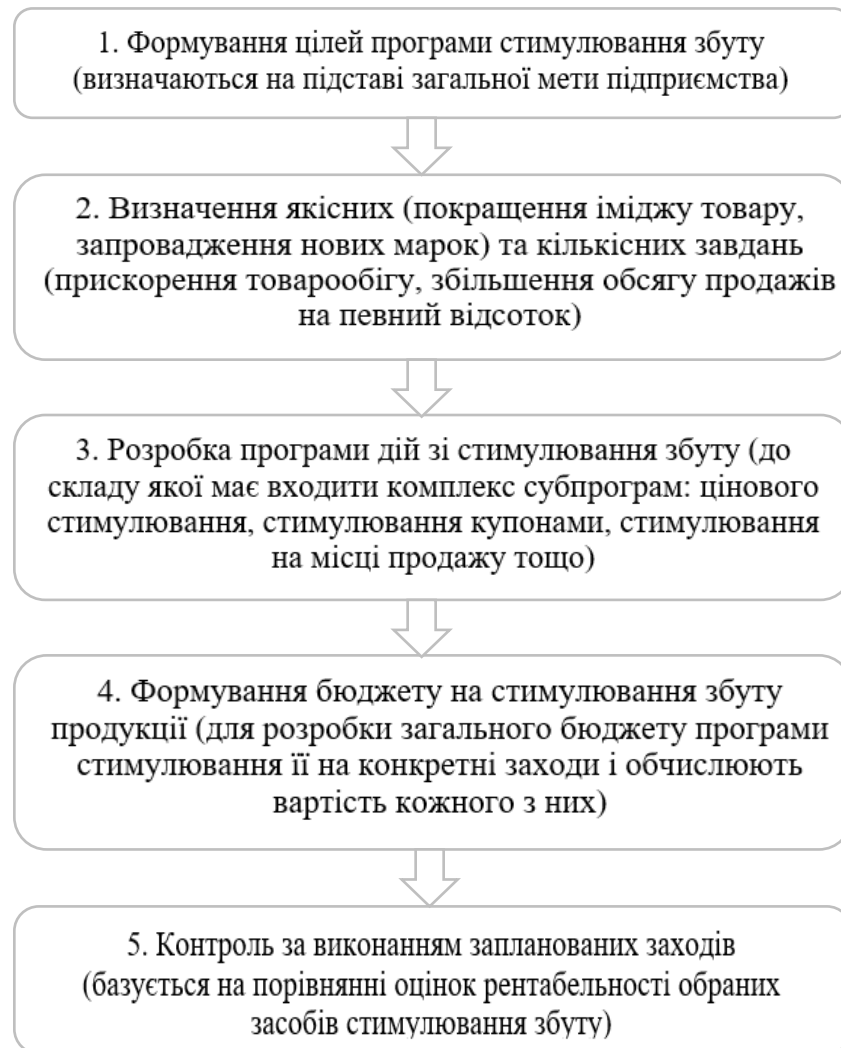 1. Формування цілей програми стимулювання збуту
(визначаються на підставі загальної мети підприємства)
2. Визначення якісних (покращення іміджу товару,
запровадження нових марок) та кількісних завдань
(прискорення товарообігу, збільшення обсягу продажів
на певний відсоток)
3. Розробка програми дій зі стимулювання збуту (до
складу якої має входити комплекс субпрограм: цінового
стимулювання, стимулювання купонами, стимулювання
на місці продажу тощо)
4. Формування бюджету на стимулювання збуту
продукції (для розробки загального бюджету програми
стимулювання її на конкретні заходи і обчислюють
вартість кожного з них)
5. Контроль за виконанням запланованих заходів
(базується на порівнянні оцінок рентабельності обраних
засобів стимулювання збуту)